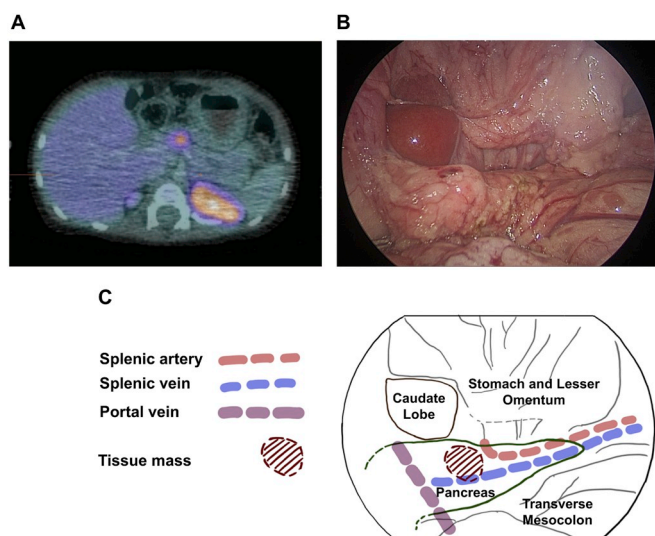 A
B
C
Splenic artery
Splenic vein
Portal vein
Tissue mass
Caudate
Lobe
Stomach and Lesser
Omentum
Pancreas
Transverse
Mesocolon